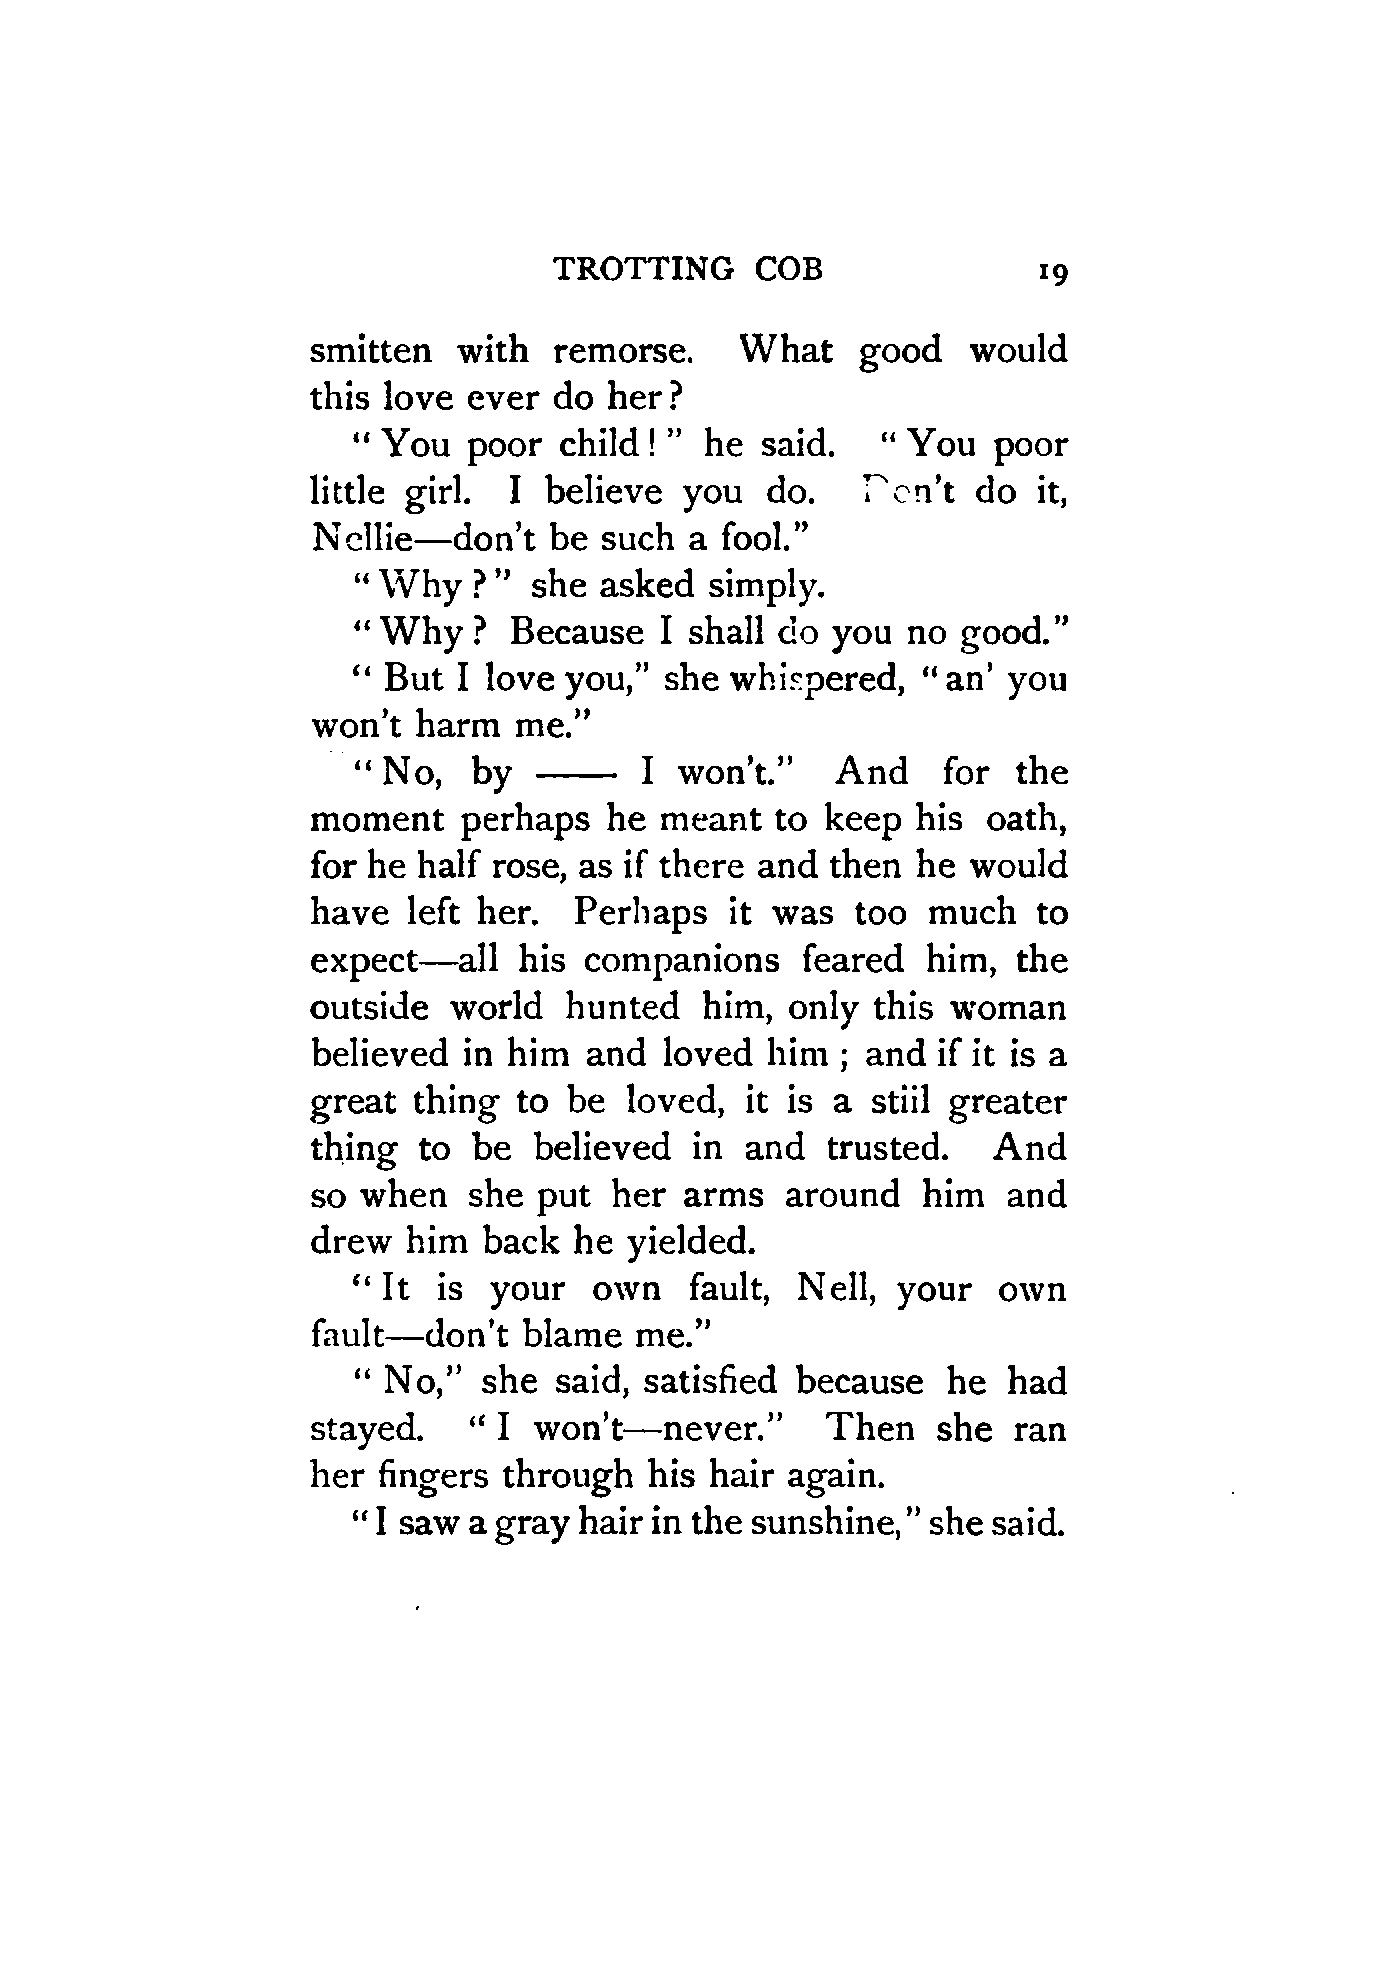 TROTTING COB 19
smitten with remorse. What good would
this love ever do her?
"You poor child!" he said. "You poor
little girl. I believe you do. Don't do it,
Nellie—don't be such a fool."
"Why?" she asked simply.
"Why? Because I shall do you no good."
"But I love you," she whispered, "an' you
won't harm me."
"No, by —— I won't." And for the
moment perhaps he meant to keep his oath,
for he half rose, as if there and then he would
have left her. Perhaps it was too much to
expect—all his companions feared him, the
outside world hunted him, only this woman
believed in him and loved him; and if it is a
great thing to be loved, it is a still greater
thing to be believed in and trusted. And
so when she put her arms around him and
drew him back he yielded.
"It is your own fault, Nell, your own
fault—don't blame me."
"No," she said, satisfied because he had
stayed. "I won't—never." Then she ran
her fingers through his hair again.
"I saw a gray hair in the sunshine," she said.